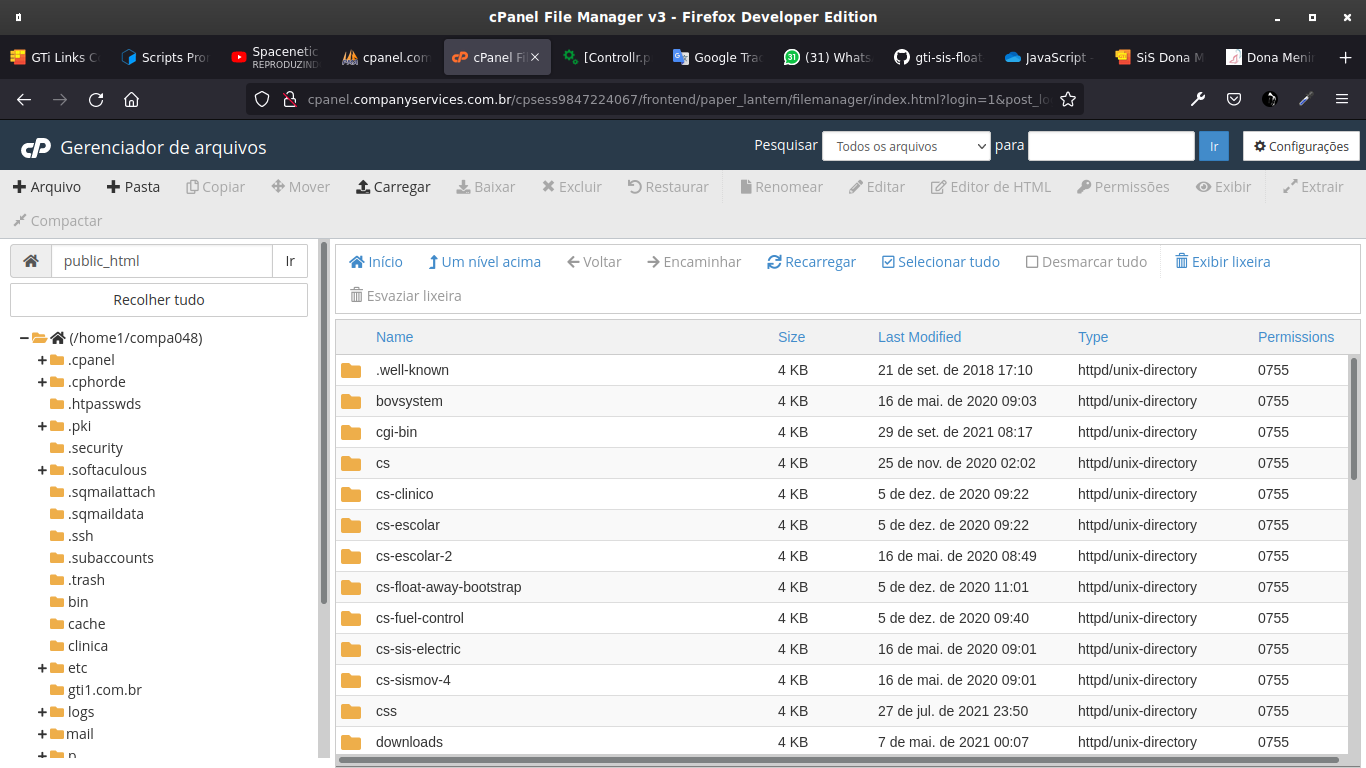 cPanel File Manager v3 - Firefox Developer Edition
GTi Links C
Scripts Pro
Spacenetic
REPRODUZIND
cpanel.com
cPanel Fi
[Controllr.p
Google Tra
(31) Whats
gti-sis-float
JavaScript -
SiS Dona M
Dona Meni
cpanel.companyservices.com.br/cpsess9847224067/frontend/paper_lantern/filemanager/index.html?login=1&post_lo
cP Gerenciador de arquivos
Pesquisar Todos os arquivos para Ir Configurações
Arquivo Pasta Copiar Mover Carregar Baixar Excluir Restaurar Renomear Editar Editor de HTML Permissões Exibir Extrair
Compactar
public_html Ir
Recolher tudo
(/home1/compa048)
.cpanel
.cphorde
.htpasswds
.pki
.security
.softaculous
.sqmailattach
.sqmaildata
.ssh
.subaccounts
.trash
bin
cache
clinica
etc
gti1.com.br
logs
mail
Início Um nível acima Voltar Encaminhar Recarregar Selecionar tudo Desmarcar tudo Exibir lixeira
Esvaziar lixeira
Name Size Last Modified Type Permissions
.well-known 4 KB 21 de set. de 2018 17:10 httpd/unix-directory 0755
bovsystem 4 KB 16 de mai. de 2020 09:03 httpd/unix-directory 0755
cgi-bin 4 KB 29 de set. de 2021 08:17 httpd/unix-directory 0755
cs 4 KB 25 de nov. de 2020 02:02 httpd/unix-directory 0755
cs-clinico 4 KB 5 de dez. de 2020 09:22 httpd/unix-directory 0755
cs-escolar 4 KB 5 de dez. de 2020 09:22 httpd/unix-directory 0755
cs-escolar-2 4 KB 16 de mai. de 2020 08:49 httpd/unix-directory 0755
cs-float-away-bootstrap 4 KB 5 de dez. de 2020 11:01 httpd/unix-directory 0755
cs-fuel-control 4 KB 5 de dez. de 2020 09:40 httpd/unix-directory 0755
cs-sis-electric 4 KB 16 de mai. de 2020 09:01 httpd/unix-directory 0755
cs-sismov-4 4 KB 16 de mai. de 2020 09:01 httpd/unix-directory 0755
css 4 KB 27 de jul. de 2021 23:50 httpd/unix-directory 0755
downloads 4 KB 7 de mai. de 2021 00:07 httpd/unix-directory 0755